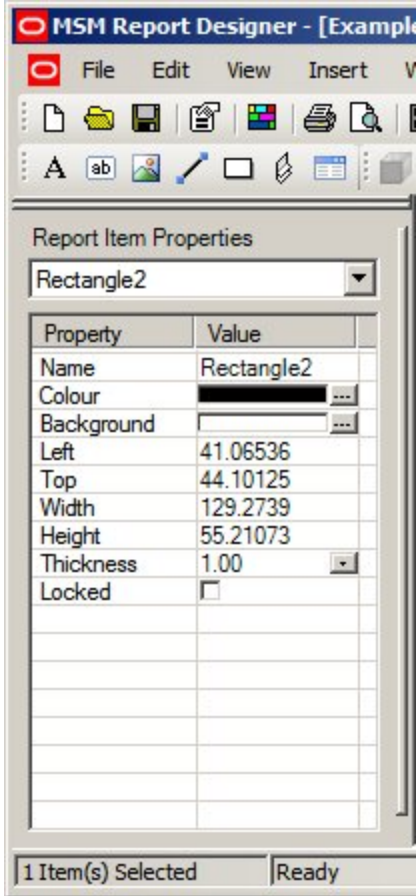 MSM Report Designer - [Example
File Edit View Insert
A ab
Report Item Properties
Rectangle2
Property Value
Name Rectangle2
Colour ...
Background ...
Left 41.06536
Top 44.10125
Width 129.2739
Height 55.21073
Thickness 1.00
Locked
1 Item(s) Selected Ready